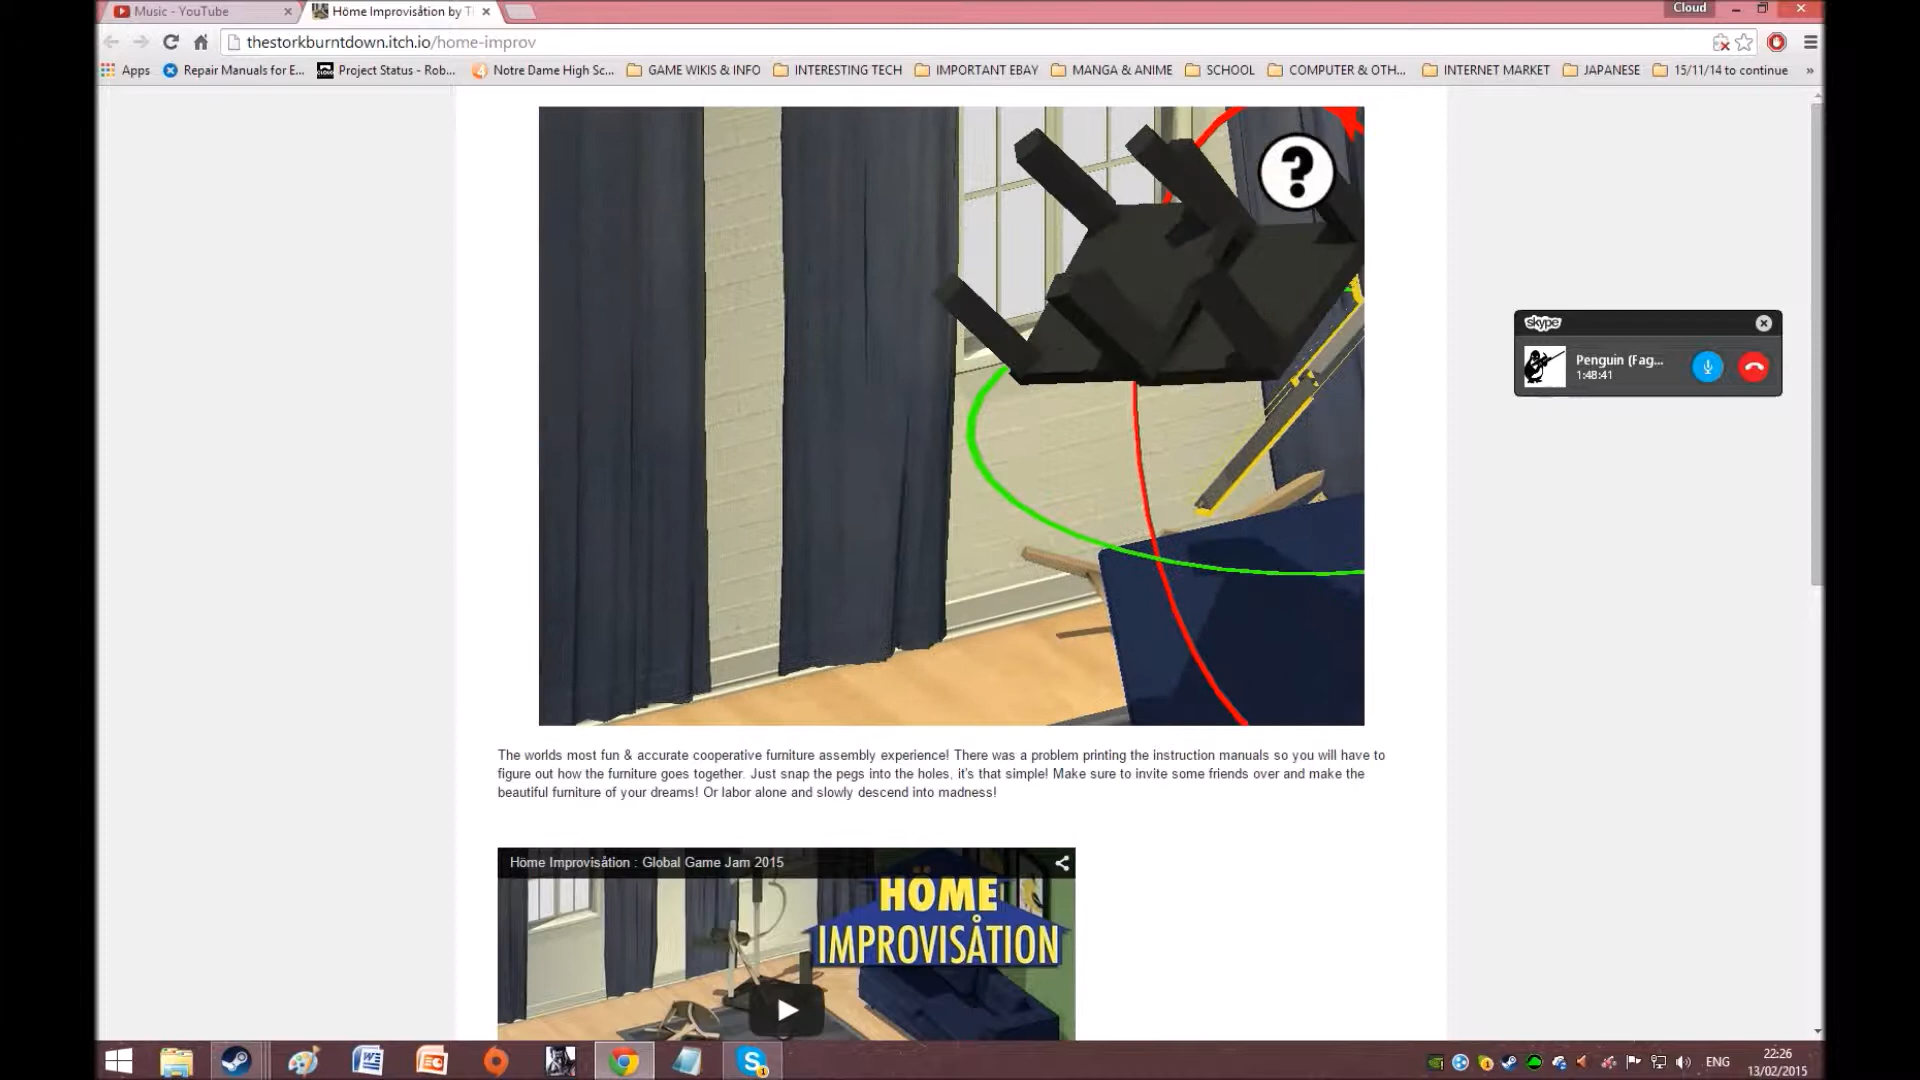 Music - YouTube
Höme Improvisåtion by T
Cloud
thestorkburntdown.itch.io/home-improv
Apps
Repair Manuals for E...
Project Status - Rob...
Notre Dame High Sc...
GAME WIKIS & INFO
INTERESTING TECH
IMPORTANT EBAY
MANGA & ANIME
SCHOOL
COMPUTER & OTH...
INTERNET MARKET
JAPANESE
15/11/14 to continue
»
?
skype
Penguin (Fag...
1:48:41
The worlds most fun & accurate cooperative furniture assembly experience! There was a problem printing the instruction manuals so you will have to
figure out how the furniture goes together. Just snap the pegs into the holes, it's that simple! Make sure to invite some friends over and make the
beautiful furniture of your dreams! Or labor alone and slowly descend into madness!
Höme Improvisåtion : Global Game Jam 2015
HÖME
IMPROVISÅTION
ENG
22:26
13/02/2015